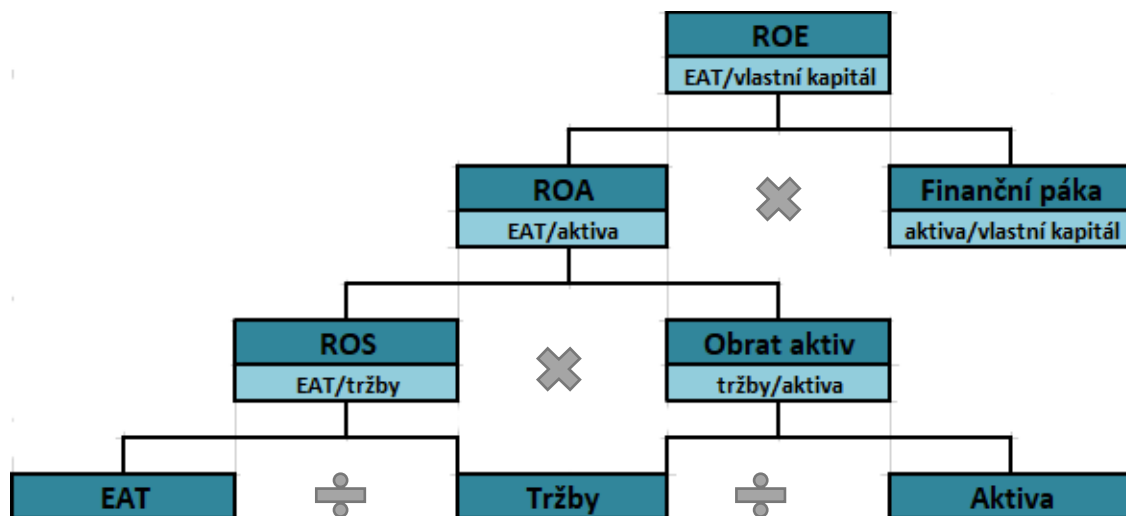 ROE
EAT/vlastní kapitál
ROA
Finanční páka
EAT/aktiva
aktiva/vlastní kapitál
ROS
Obrat aktiv
EAT/tržby
tržby/aktiva
EAT
Tržby
Aktiva